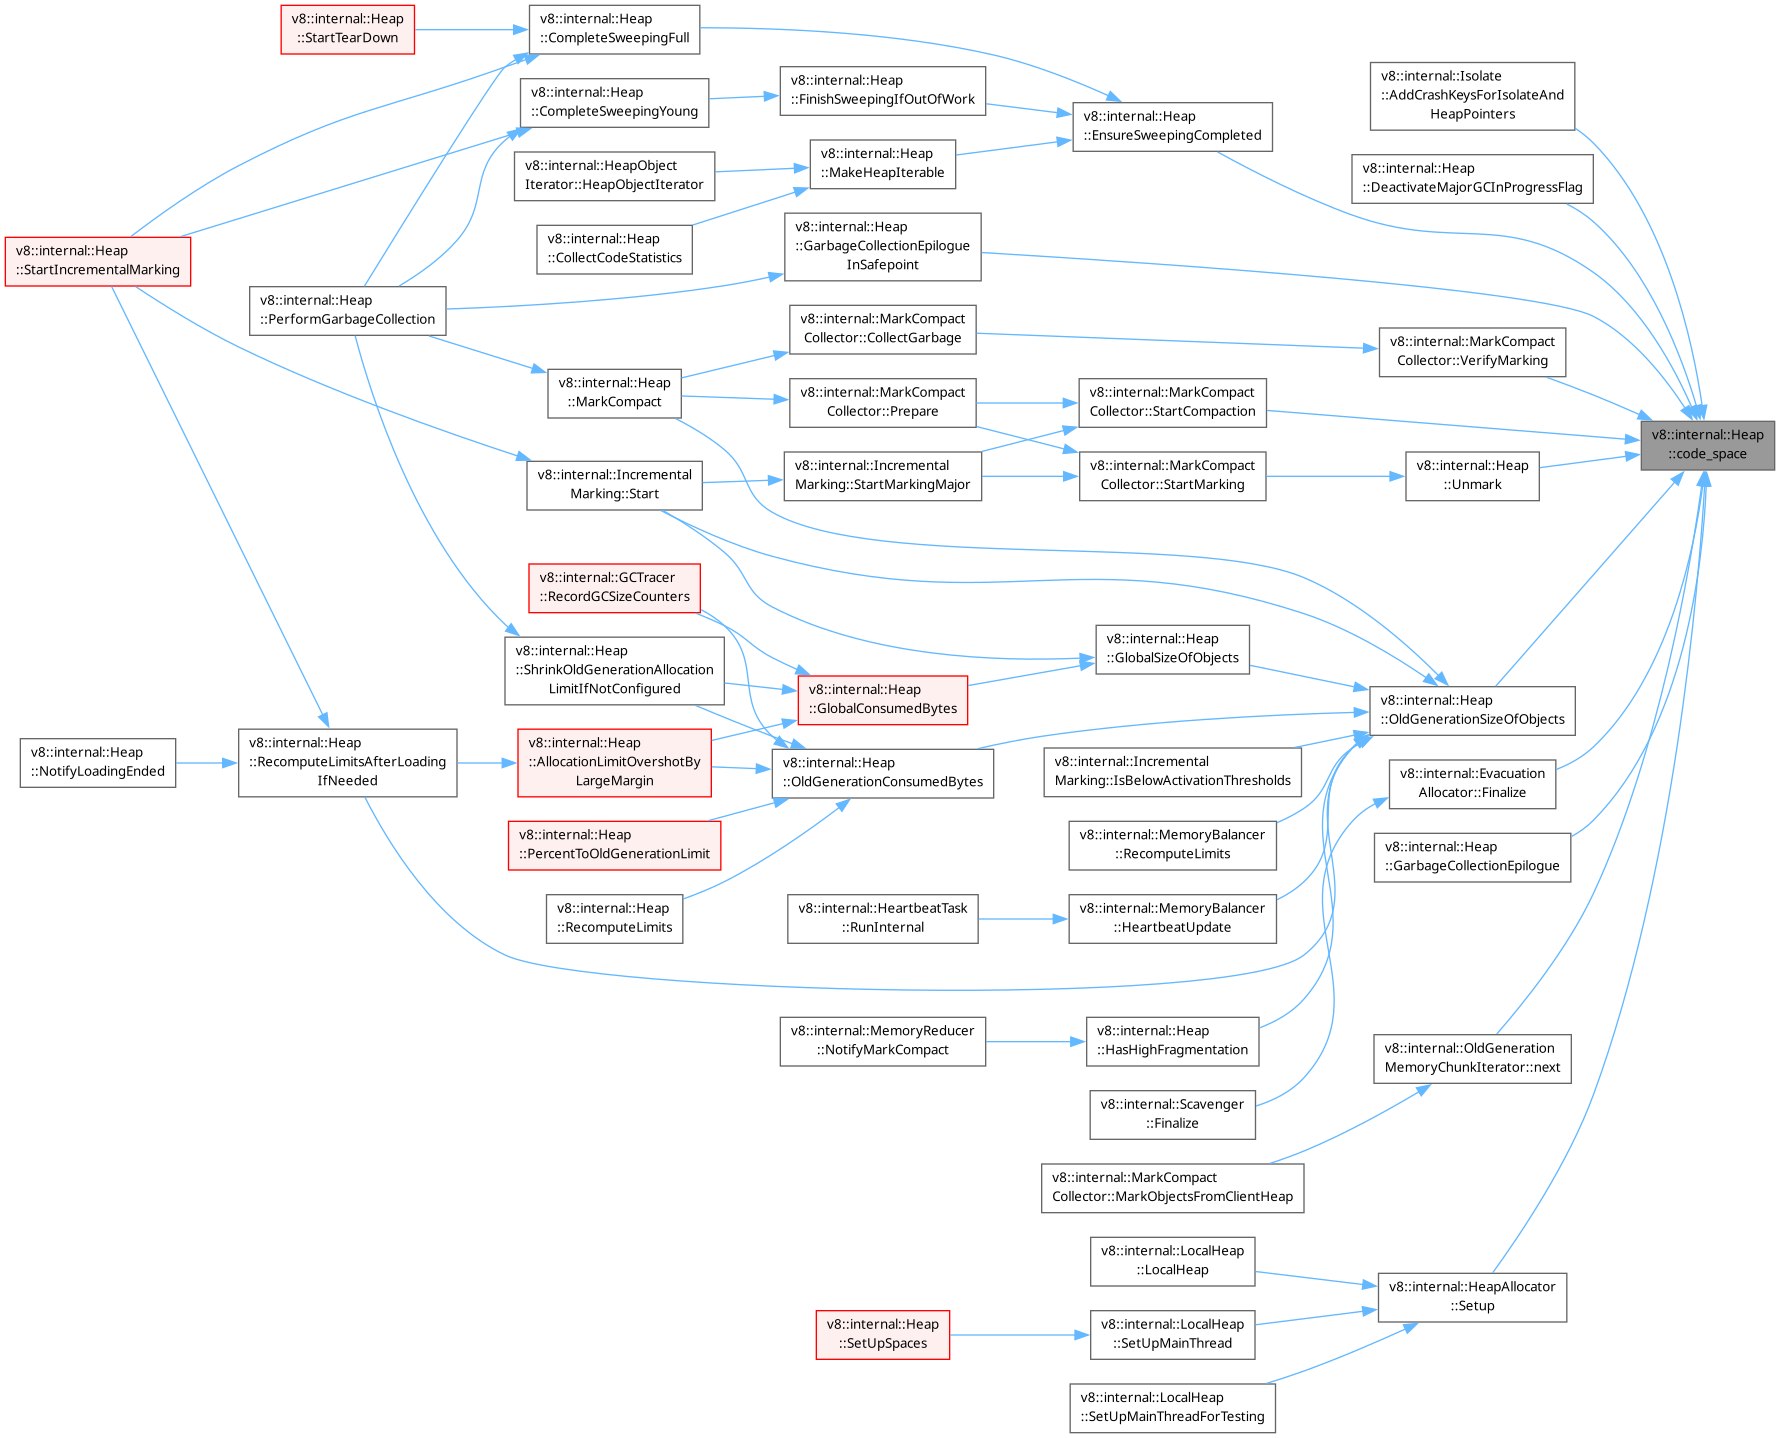 v8::internal::Heap
::StartTearDown
v8::internal::Heap
::CompleteSweepingFull
v8::internal::Heap
::CompleteSweepingYoung
v8::internal::Heap
::FinishSweepingIfOutOfWork
v8::internal::Heap
::EnsureSweepingCompleted
v8::internal::Isolate
::AddCrashKeysForIsolateAnd
HeapPointers
v8::internal::HeapObject
Iterator::HeapObjectIterator
v8::internal::Heap
::MakeHeapIterable
v8::internal::Heap
::DeactivateMajorGCInProgressFlag
v8::internal::Heap
::StartIncrementalMarking
v8::internal::Heap
::CollectCodeStatistics
v8::internal::Heap
::GarbageCollectionEpilogue
InSafepoint
v8::internal::Heap
::PerformGarbageCollection
v8::internal::MarkCompact
Collector::CollectGarbage
v8::internal::MarkCompact
Collector::VerifyMarking
v8::internal::Heap
::MarkCompact
v8::internal::MarkCompact
Collector::Prepare
v8::internal::MarkCompact
Collector::StartCompaction
v8::internal::Heap
::code_space
v8::internal::Incremental
Marking::Start
v8::internal::Incremental
Marking::StartMarkingMajor
v8::internal::MarkCompact
Collector::StartMarking
v8::internal::Heap
::Unmark
v8::internal::GCTracer
::RecordGCSizeCounters
v8::internal::Heap
::ShrinkOldGenerationAllocation
LimitIfNotConfigured
v8::internal::Heap
::GlobalConsumedBytes
v8::internal::Heap
::GlobalSizeOfObjects
v8::internal::Heap
::OldGenerationSizeOfObjects
v8::internal::Heap
::NotifyLoadingEnded
v8::internal::Heap
::RecomputeLimitsAfterLoading
IfNeeded
v8::internal::Heap
::AllocationLimitOvershotBy
LargeMargin
v8::internal::Heap
::OldGenerationConsumedBytes
v8::internal::Incremental
Marking::IsBelowActivationThresholds
v8::internal::Evacuation
Allocator::Finalize
v8::internal::Heap
::PercentToOldGenerationLimit
v8::internal::MemoryBalancer
::RecomputeLimits
v8::internal::Heap
::GarbageCollectionEpilogue
v8::internal::Heap
::RecomputeLimits
v8::internal::HeartbeatTask
::RunInternal
v8::internal::MemoryBalancer
::HeartbeatUpdate
v8::internal::MemoryReducer
::NotifyMarkCompact
v8::internal::Heap
::HasHighFragmentation
v8::internal::OldGeneration
MemoryChunkIterator::next
v8::internal::Scavenger
::Finalize
v8::internal::MarkCompact
Collector::MarkObjectsFromClientHeap
v8::internal::LocalHeap
::LocalHeap
v8::internal::HeapAllocator
::Setup
v8::internal::Heap
::SetUpSpaces
v8::internal::LocalHeap
::SetUpMainThread
v8::internal::LocalHeap
::SetUpMainThreadForTesting